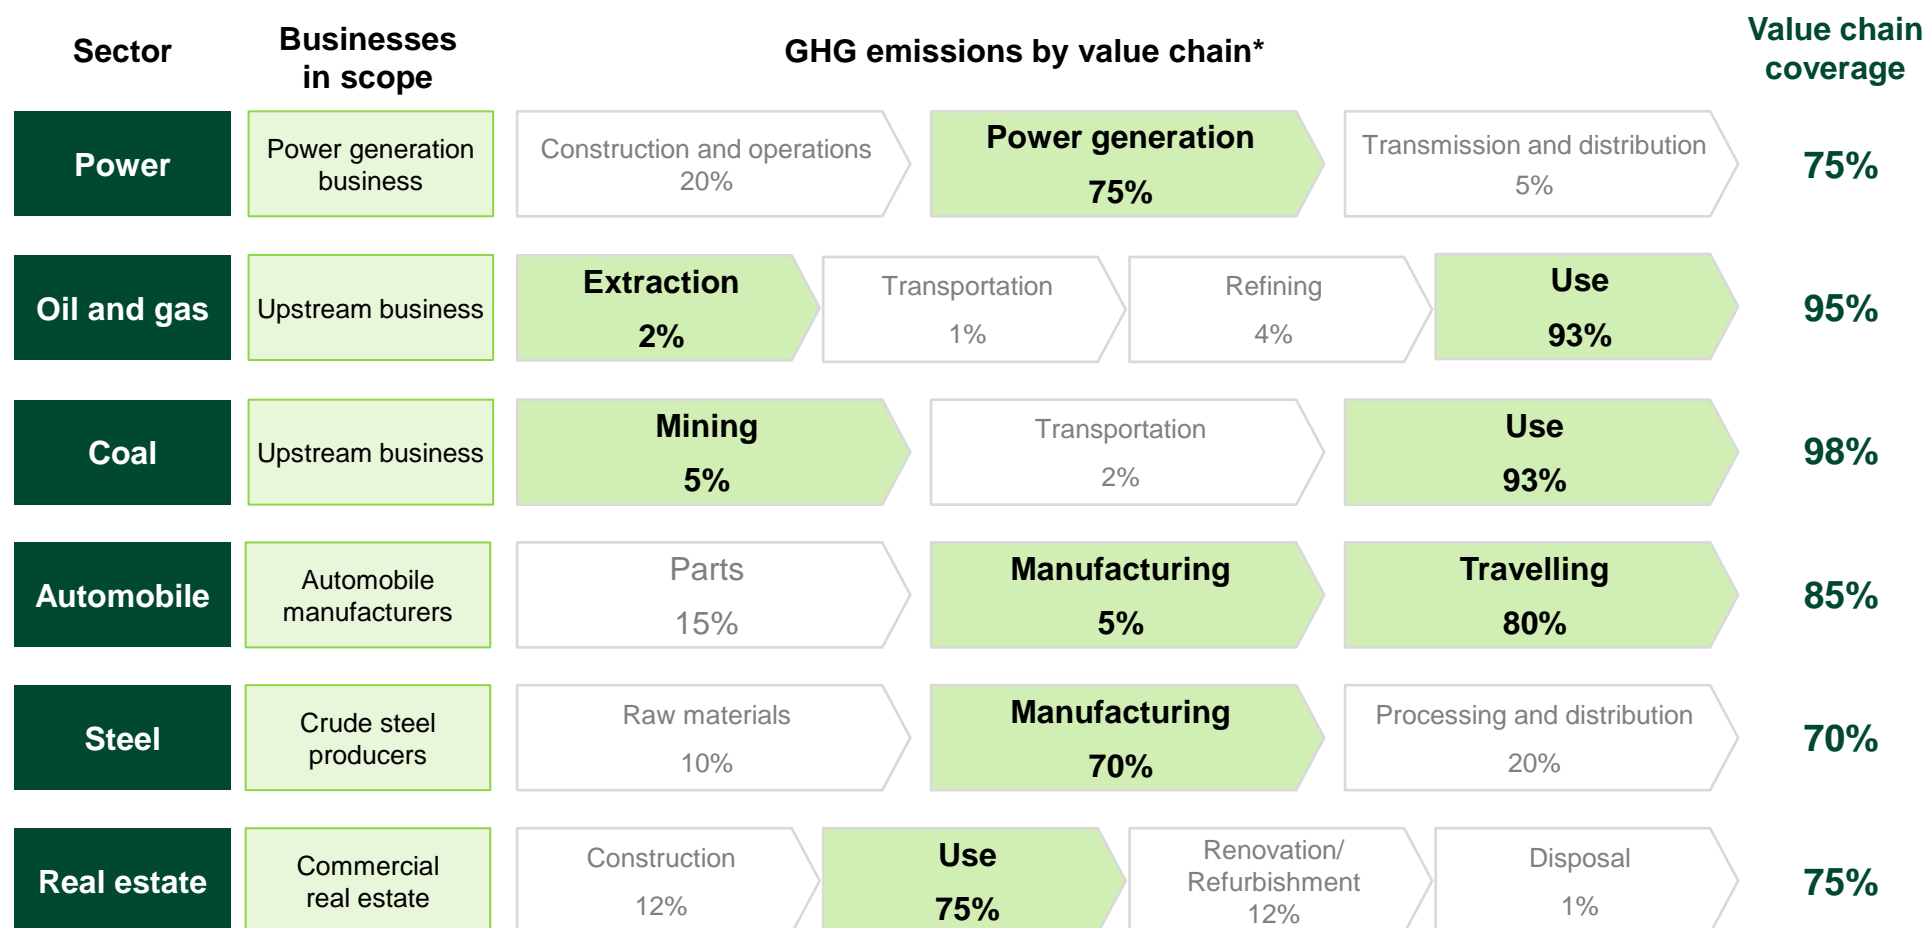 Sector
Businesses
in scope
GHG emissions by value chain*
Value chain
coverage
Power
Power generation
business
Construction and operations
20%
Power generation
75%
Transmission and distribution
5%
75%
Oil and gas
Upstream business
Extraction
2%
Transportation
1%
Refining
4%
Use
93%
95%
Coal
Upstream business
Mining
5%
Transportation
2%
Use
93%
98%
Automobile
Automobile
manufacturers
Parts
15%
Manufacturing
5%
Travelling
80%
85%
Steel
Crude steel
producers
Raw materials
10%
Manufacturing
70%
Processing and distribution
20%
70%
Real estate
Commercial
real estate
Construction
12%
Use
75%
Renovation/
Refurbishment
12%
Disposal
1%
75%